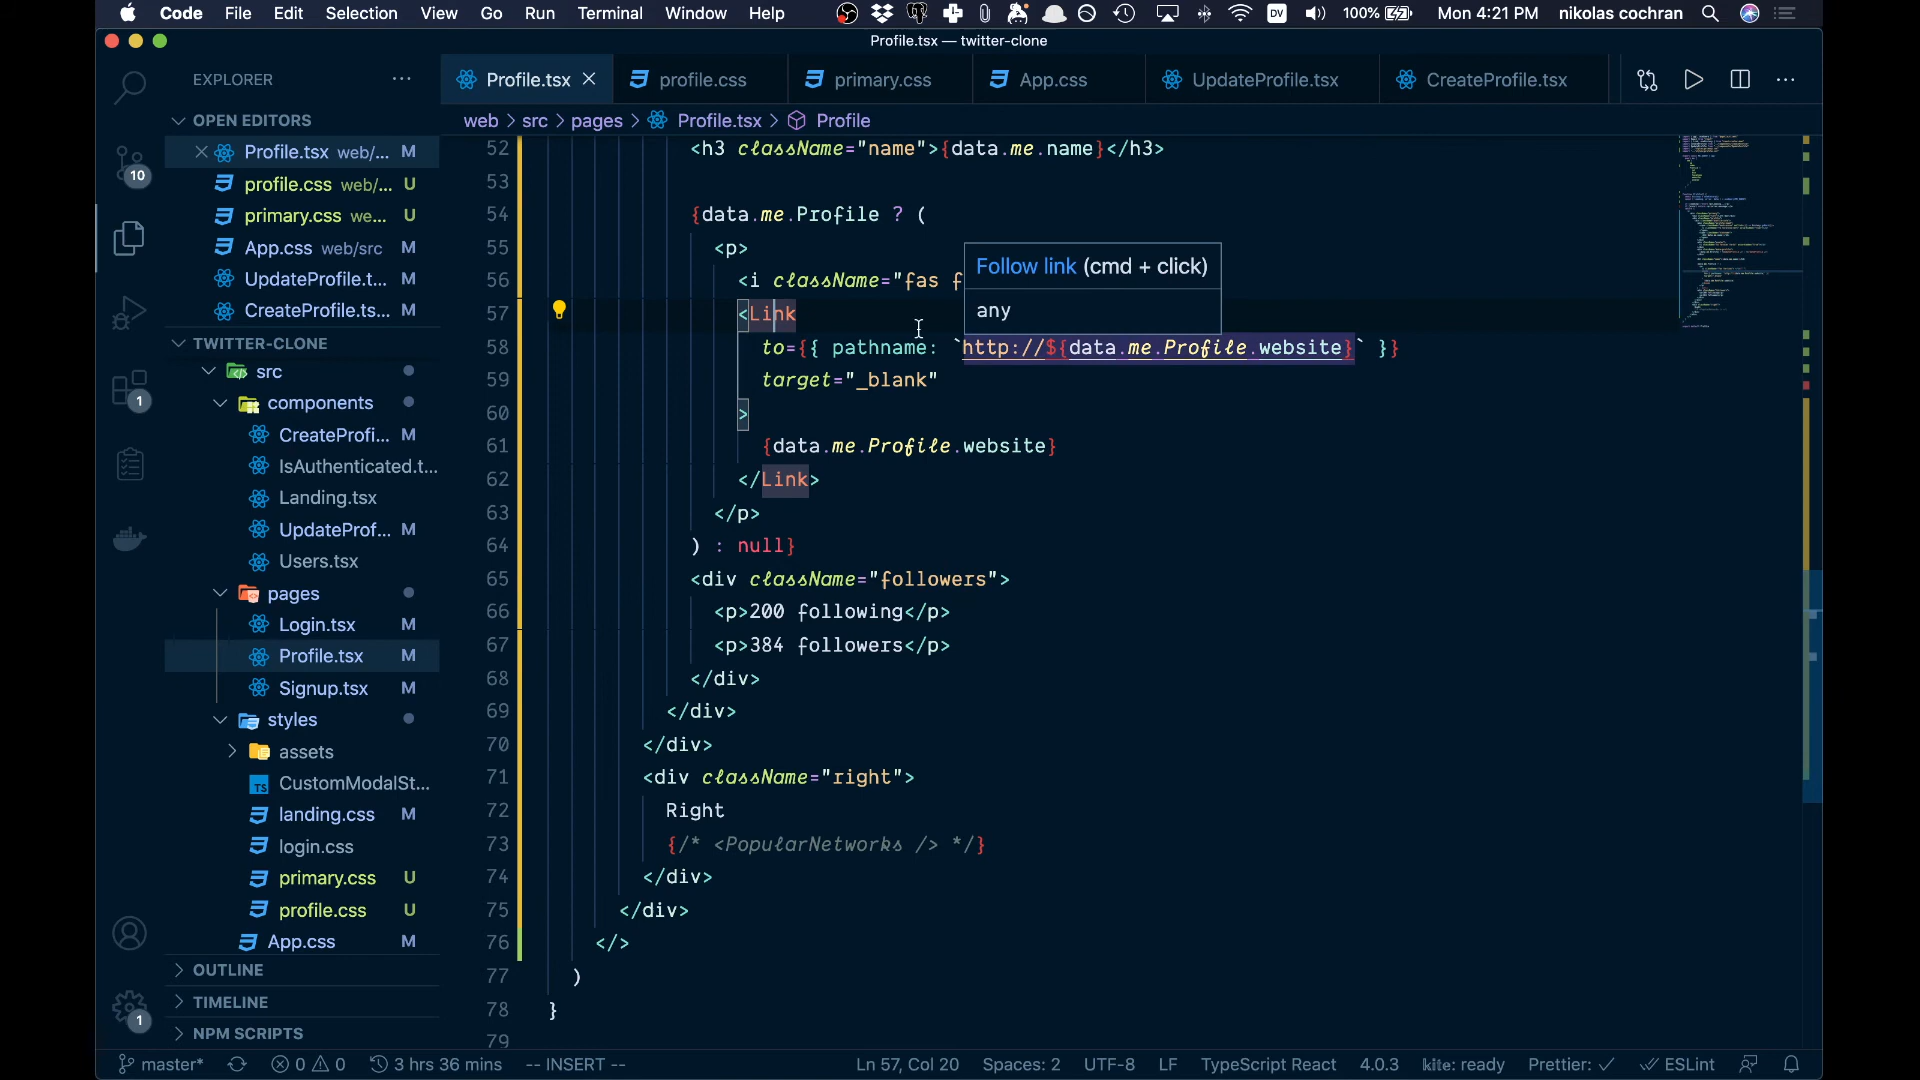 Code File Edit Selection View Go Run Terminal Window Help DV 100% Mon 4:21 PM nikolas cochran
Profile.tsx — twitter-clone
EXPLORER ...
Profile.tsx profile.css primary.css App.css UpdateProfile.tsx CreateProfile.tsx ...
web > src > pages > Profile.tsx > Profile
OPEN EDITORS
Profile.tsx web/... M
profile.css web/... U
primary.css we... U
App.css web/src M
UpdateProfile.t... M
CreateProfile.ts... M
TWITTER-CLONE
src
components
CreateProfi... M
IsAuthenticated.t...
Landing.tsx
UpdateProf... M
Users.tsx
pages
Login.tsx M
Profile.tsx M
Signup.tsx M
styles
assets
TS CustomModalSt...
landing.css M
login.css
primary.css U
profile.css U
App.css M
OUTLINE
TIMELINE
NPM SCRIPTS
10
1
1
52 <h3 className="name">{data.me.name}</h3>
53
54 {data.me.Profile ? (
55 <p>
56 <i className="fas f
57 <Link
58 to={{ pathname: `http://${data.me.Profile.website}` }}
59 target="_blank"
60 >
61 {data.me.Profile.website}
62 </Link>
63 </p>
64 ) : null}
65 <div className="followers">
66 <p>200 following</p>
67 <p>384 followers</p>
68 </div>
69 </div>
70 </div>
71 <div className="right">
72 Right
73 {/* <PopularNetworks /> */}
74 </div>
75 </div>
76 </>
77 )
78 }
79
Follow link (cmd + click)
any
master* 0 0 3 hrs 36 mins -- INSERT -- Ln 57, Col 20 Spaces: 2 UTF-8 LF TypeScript React 4.0.3 kite: ready Prettier: ✓ ESLint